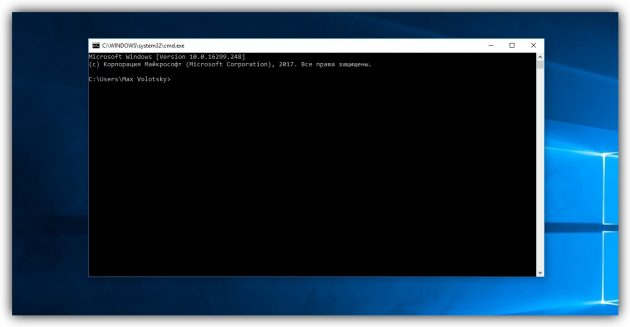 C:\WINDOWS\system32\cmd.exe
Microsoft Windows [Version 10.0.16299.248]
(c) Корпорация Майкрософт (Microsoft Corporation), 2017. Все права защищены.
C:\Users\Max Volotsky>